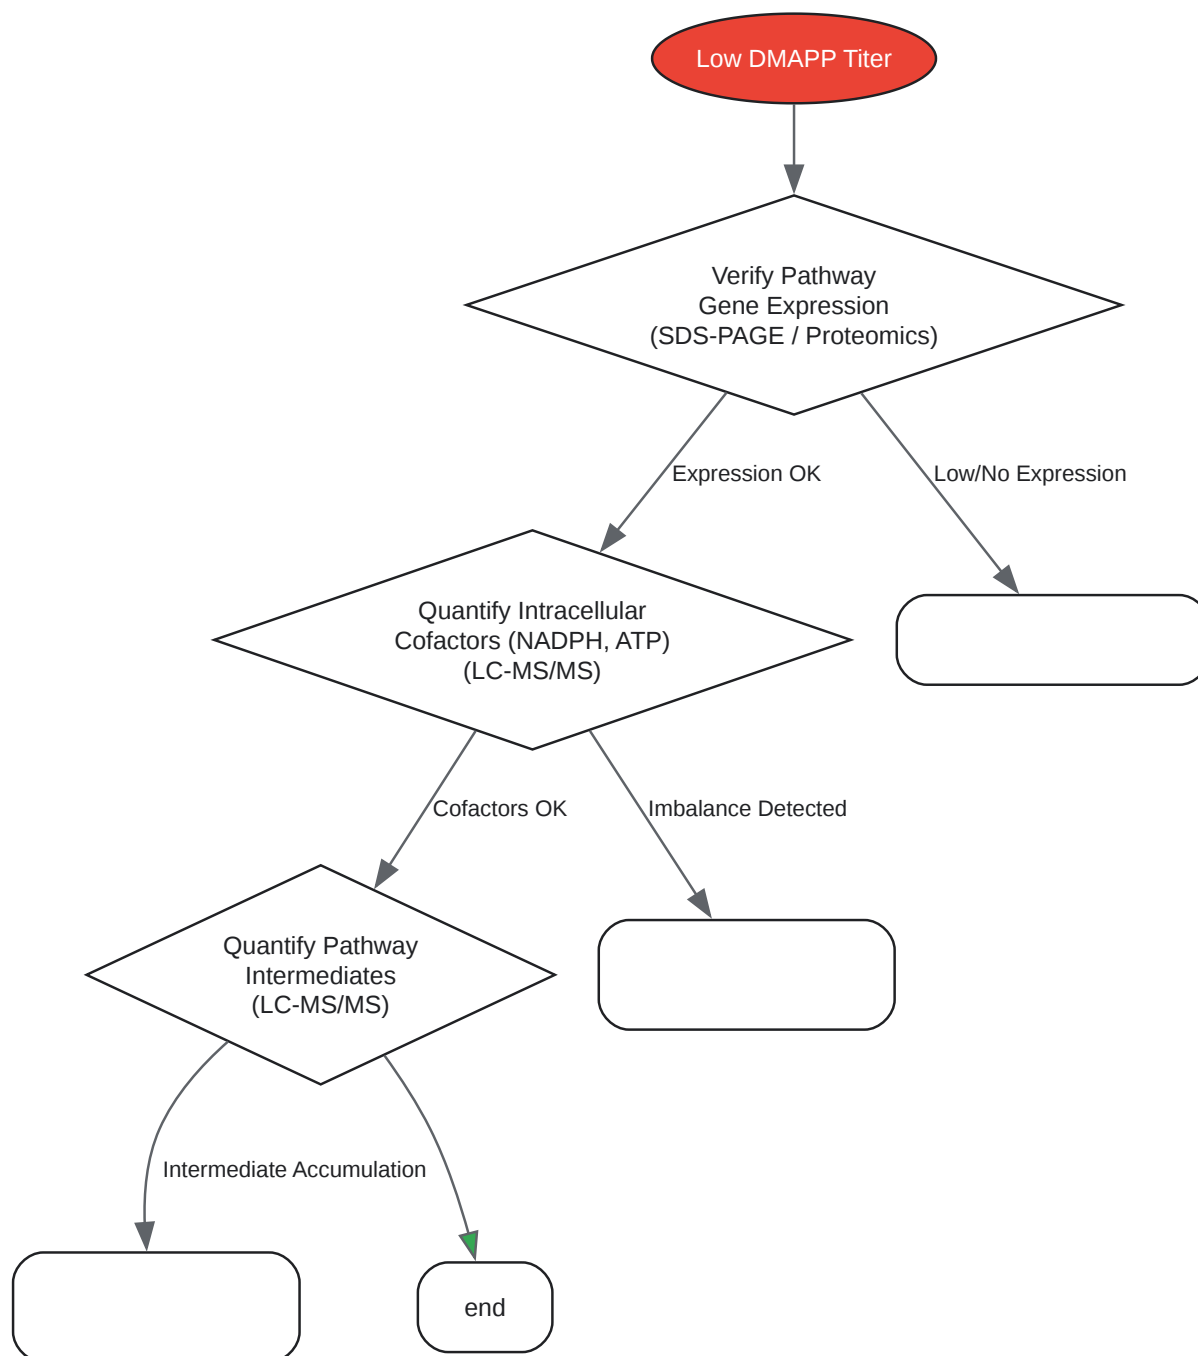 Low DMAPP Titer
Verify Pathway
Gene Expression
(SDS-PAGE / Proteomics)
Expression OK
Low/No Expression
Quantify Intracellular
Cofactors (NADPH, ATP)
(LC-MS/MS)
Cofactors OK
Imbalance Detected
Quantify Pathway
Intermediates
(LC-MS/MS)
Intermediate Accumulation
end